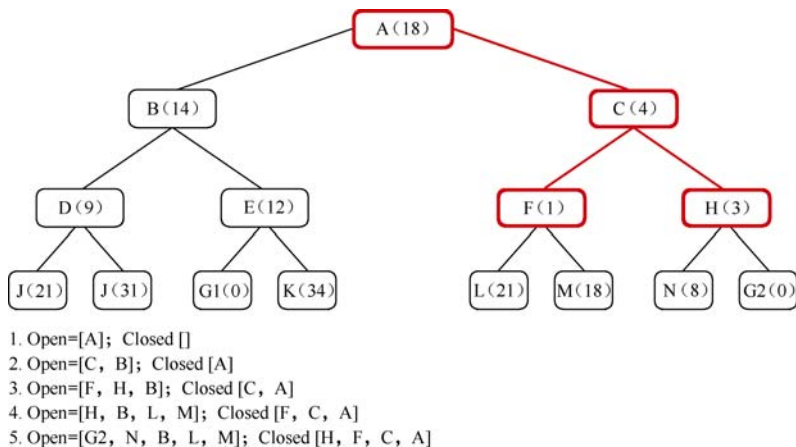 A(18)
B(14) C(4)
D(9) E(12) F(1) H(3)
J(21) J(31) G1(0) K(34) L(21) M(18) N(8) G2(0)
1. Open=[A]; Closed []
2. Open=[C, B]; Closed [A]
3. Open=[F, H, B]; Closed [C, A]
4. Open=[H, B, L, M]; Closed [F, C, A]
5. Open=[G2, N, B, L, M]; Closed [H, F, C, A]